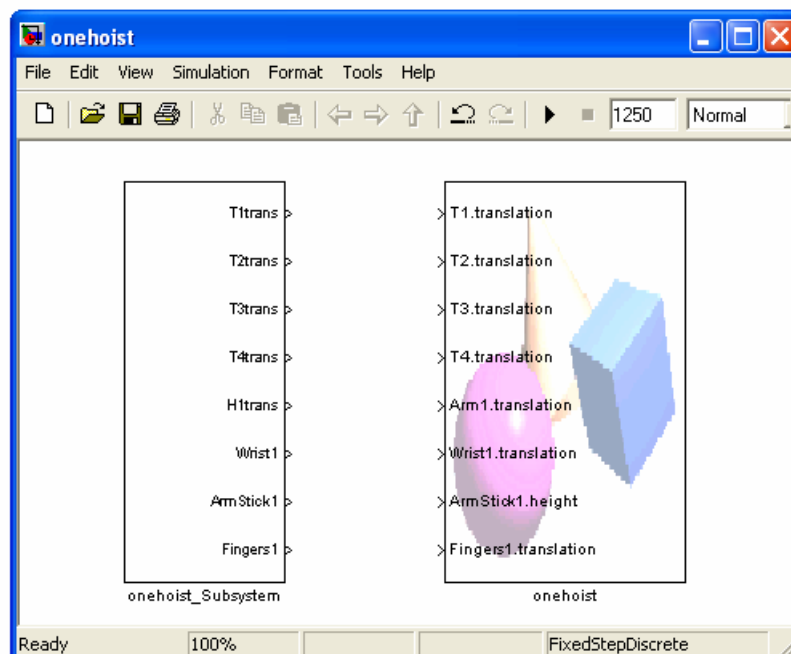 onehoist
File Edit View Simulation Format Tools Help
1250 Normal
T1trans
T2trans
T3trans
T4trans
H1trans
Wrist1
ArmStick1
Fingers1
onehoist_Subsystem
T1.translation
T2.translation
T3.translation
T4.translation
Arm1.translation
Wrist1.translation
ArmStick1.height
Fingers1.translation
onehoist
Ready 100% FixedStepDiscrete